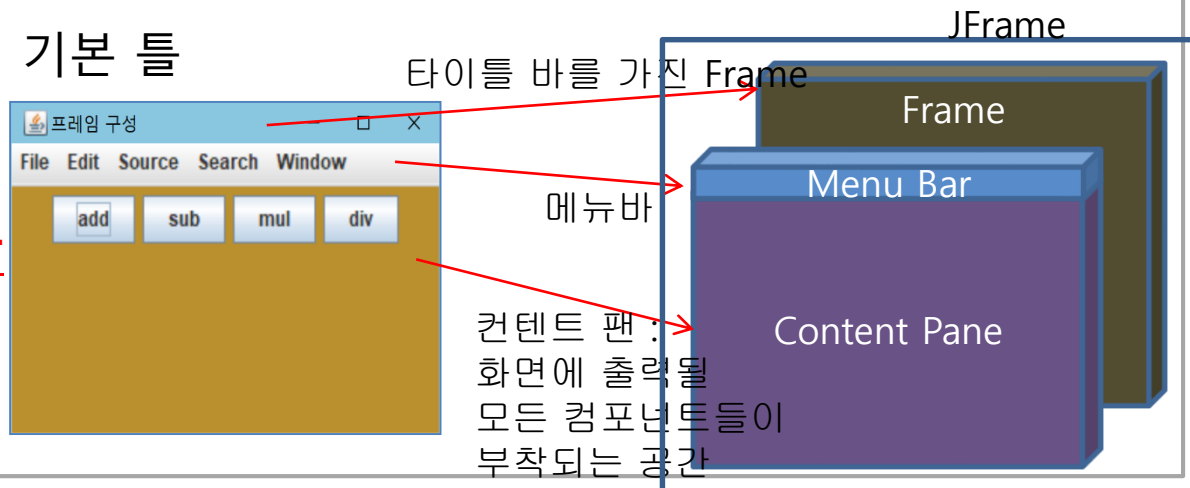 기본 틀
JFrame
타이틀 바를 가진 Frame
프레임 구성
File Edit Source Search Window
add sub mul div
메뉴바
컨텐트 팬 :
화면에 출력될
모든 컴포넌트들이
부착되는 공간
Frame
Menu Bar
Content Pane